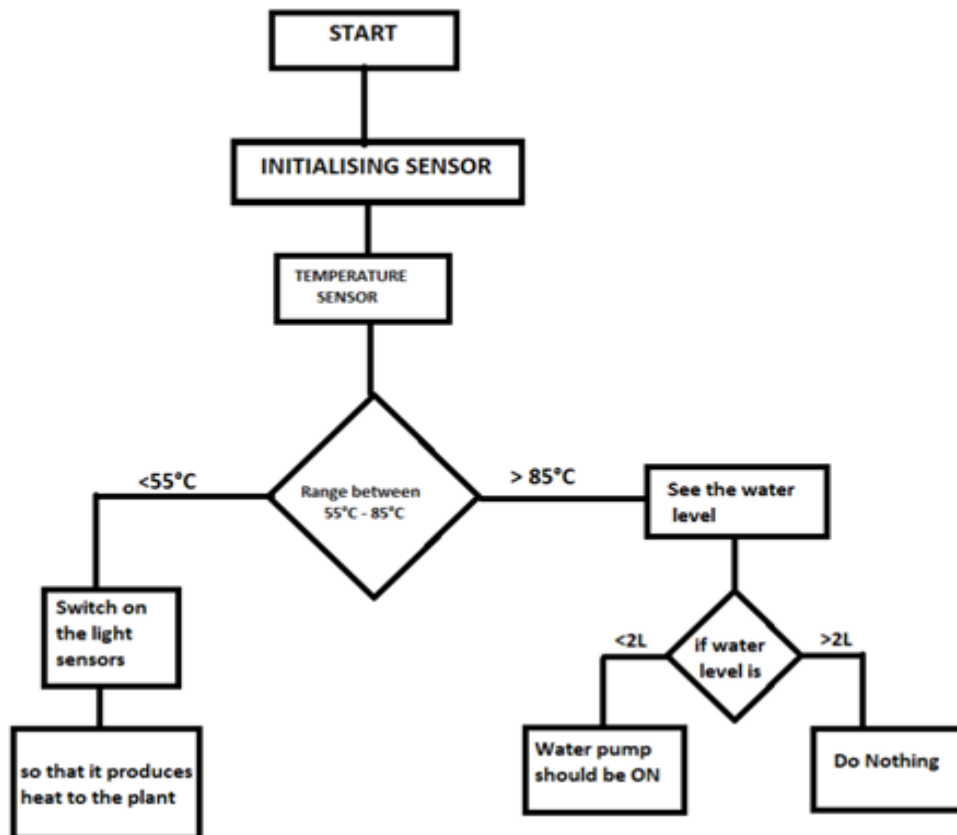 START
INITIALISING SENSOR
TEMPERATURE
SENSOR
Range between
55°C - 85°C
<55°C
> 85°C
See the water
level
Switch on
the light
sensors
so that it produces
heat to the plant
if water
level is
<2L
>2L
Water pump
should be ON
Do Nothing